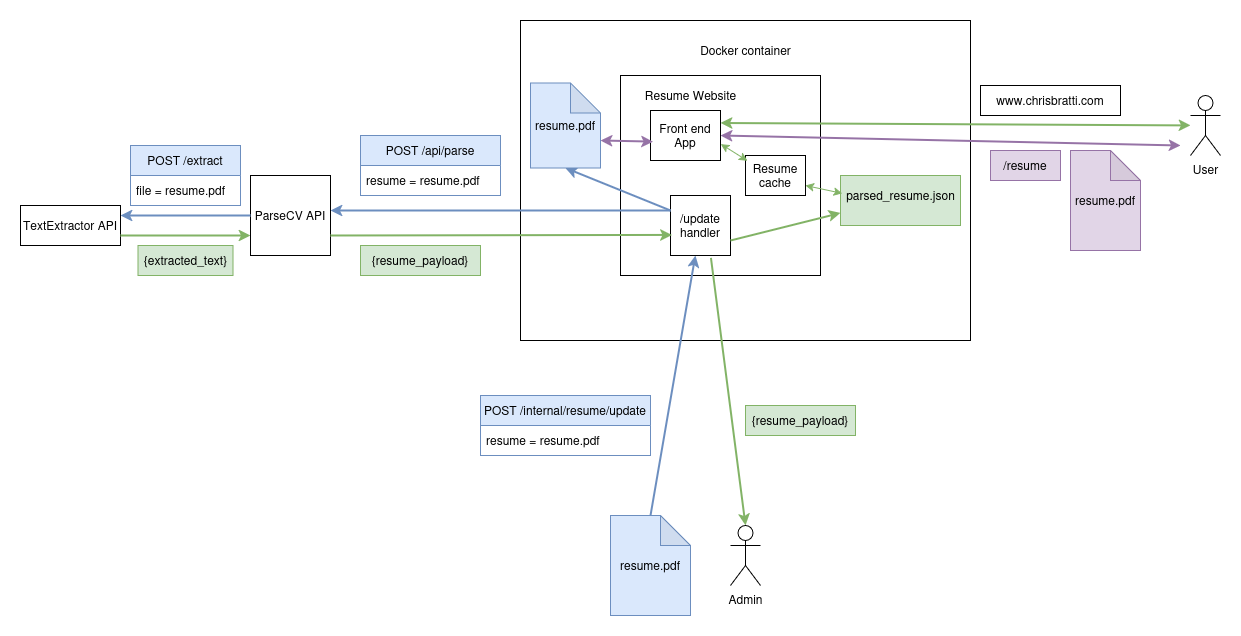 Docker container
Resume Website
www.chrisbratti.com
resume.pdf
Front end
App
User
POST /extract
file = resume.pdf
POST /api/parse
resume = resume.pdf
Resume
cache
/resume
resume.pdf
parsed_resume.json
TextExtractor API
ParseCV API
/update
handler
{extracted_text}
{resume_payload}
POST /internal/resume/update
resume = resume.pdf
{resume_payload}
resume.pdf
Admin